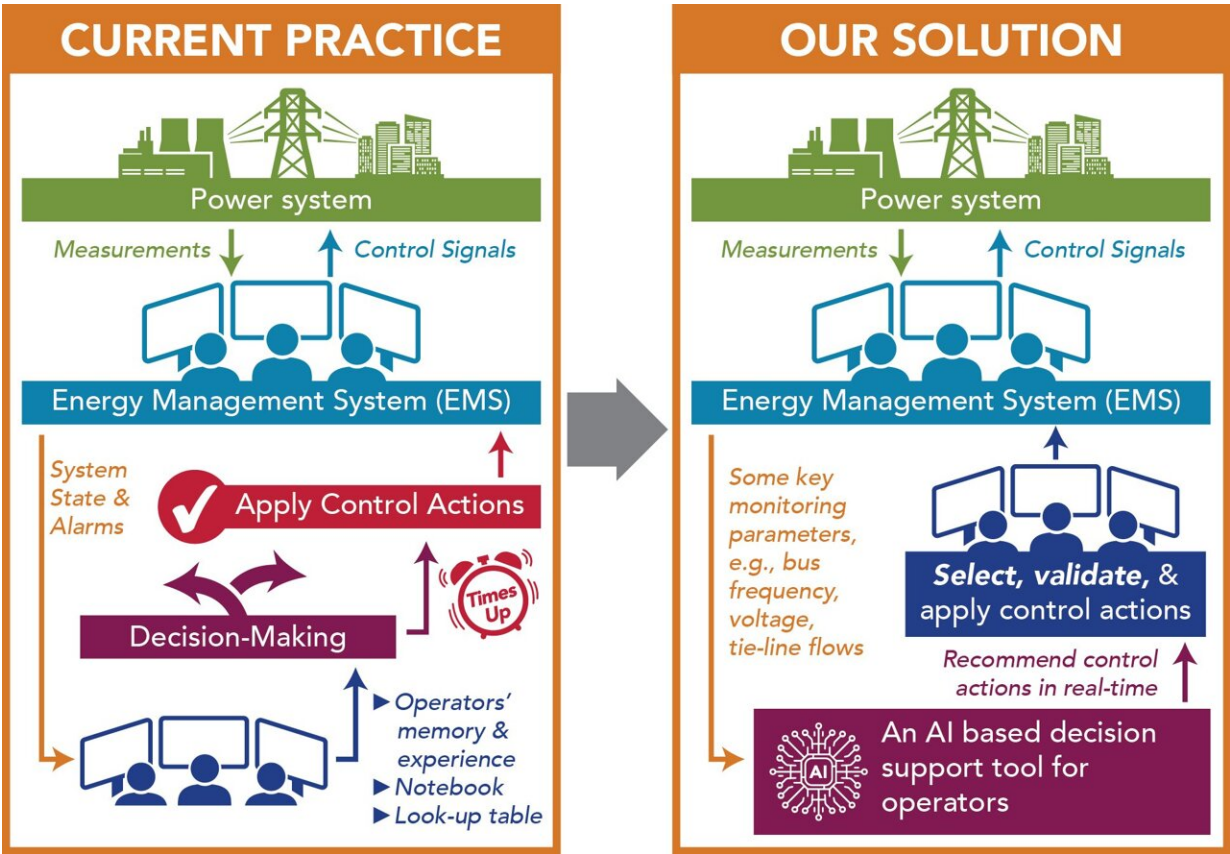 CURRENT PRACTICE
Power system
Measurements
Control Signals
Energy Management System (EMS)
System
State &
Alarms
Apply Control Actions
Times
Up
Decision-Making
►Operators'
memory &
experience
►Notebook
►Look-up table
OUR SOLUTION
Power system
Measurements
Control Signals
Energy Management System (EMS)
Some key
monitoring
parameters,
e.g., bus
frequency,
voltage,
tie-line flows
Select, validate, &
apply control actions
Recommend control
actions in real-time
AI
An AI based decision
support tool for
operators